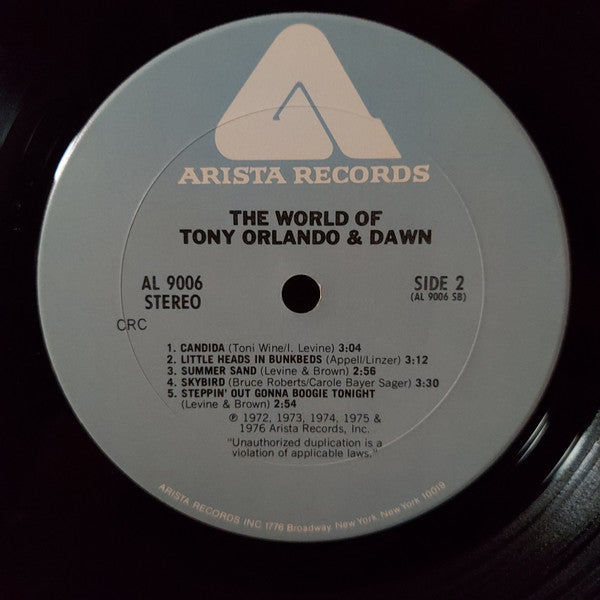 ARISTA RECORDS
THE WORLD OF
TONY ORLANDO & DAWN
AL 9006
STEREO
SIDE 2
(AL 9006 SB)
CRC
1. CANDIDA (Toni Wine/I. Levine) 3:04
2. LITTLE HEADS IN BUNKBEDS (Appell/Linzer) 3:12
3. SUMMER SAND (Levine & Brown) 2:56
4. SKYBIRD (Bruce Roberts/Carole Bayer Sager) 3:30
5. STEPPIN' OUT GONNA BOOGIE TONIGHT
(Levine & Brown) 2:54
℗ 1972, 1973, 1974, 1975 &
1976 Arista Records, Inc.
"Unauthorized duplication is a
violation of applicable laws."
ARISTA RECORDS INC 1776 Broadway New York New York 10019